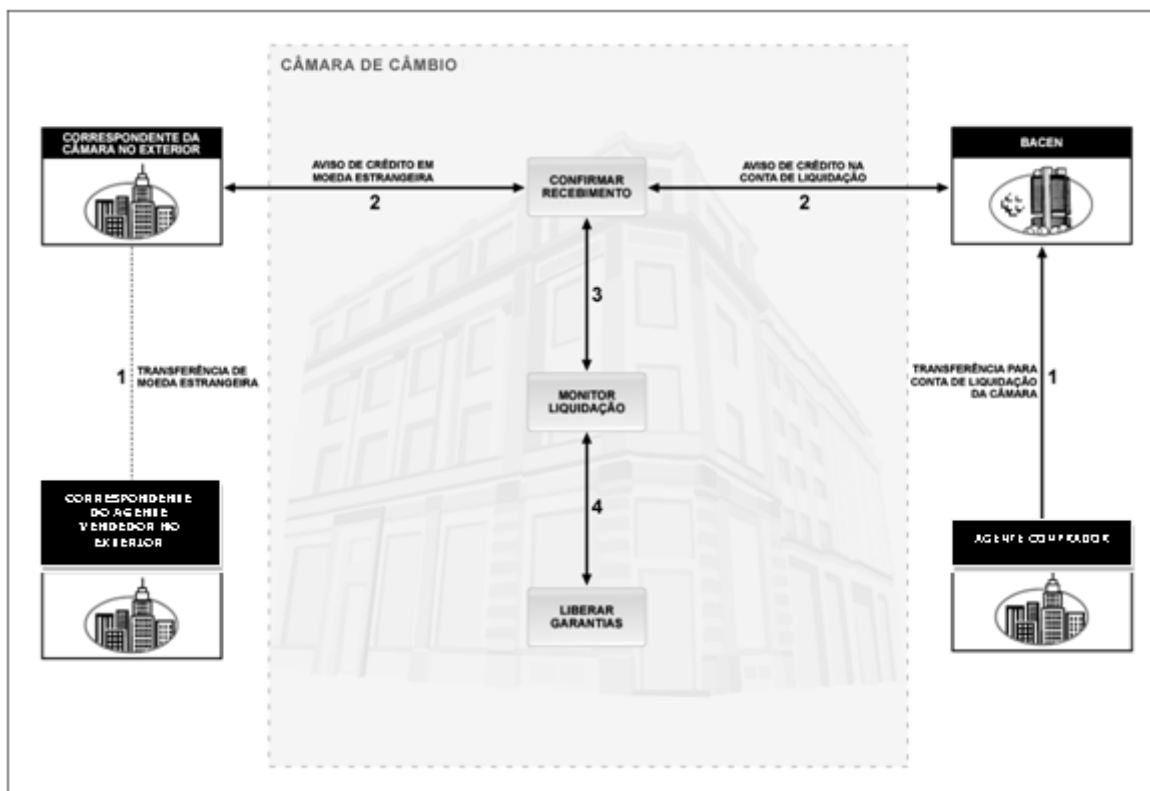 CÂMARA DE CÂMBIO
CORRESPONDENTE DA
CÂMARA NO EXTERIOR
AVISO DE CRÉDITO EM
MOEDA ESTRANGEIRA
2
CONFIRMAR
RECEBIMENTO
AVISO DE CRÉDITO NA
CONTA DE LIQUIDAÇÃO
2
BACEN
3
1
TRANSFERÊNCIA DE
MOEDA ESTRANGEIRA
MONITOR
LIQUIDAÇÃO
TRANSFERÊNCIA PARA
CONTA DE LIQUIDAÇÃO
DA CÂMARA
1
CORRESPONDENTE
DO AGENTE
VENDEDOR NO
EXTERIOR
4
AGENTE COMPRADOR
LIBERAR
GARANTIAS